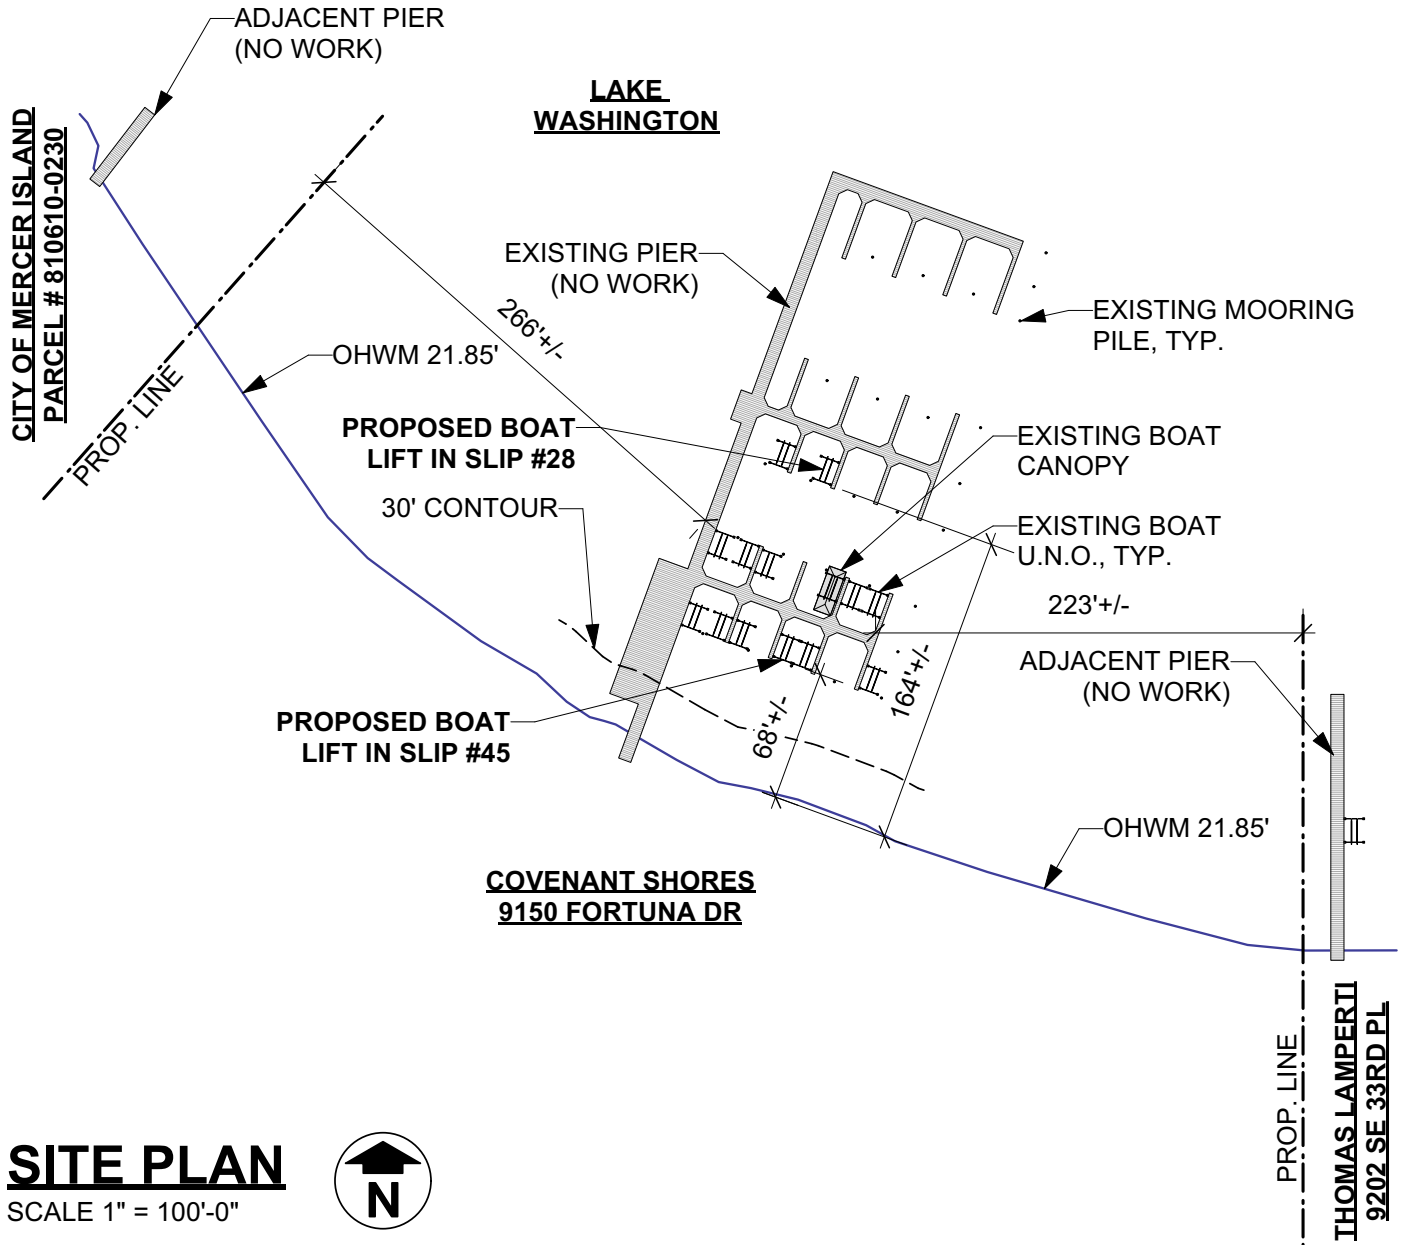 ADJACENT PIER
(NO WORK)
LAKE
WASHINGTON
CITY OF MERCER ISLAND
PARCEL # 810610-0230
EXISTING PIER
(NO WORK)
266'+/-
EXISTING MOORING
PILE, TYP.
OHWM 21.85'
PROP. LINE
PROPOSED BOAT
LIFT IN SLIP #28
EXISTING BOAT
CANOPY
30' CONTOUR
EXISTING BOAT
U.N.O., TYP.
223'+/-
ADJACENT PIER
(NO WORK)
164'+/-
68'+/-
PROPOSED BOAT
LIFT IN SLIP #45
OHWM 21.85'
COVENANT SHORES
9150 FORTUNA DR
PROP. LINE
THOMAS LAMPERTI
9202 SE 33RD PL
SITE PLAN
SCALE 1" = 100'-0"
N